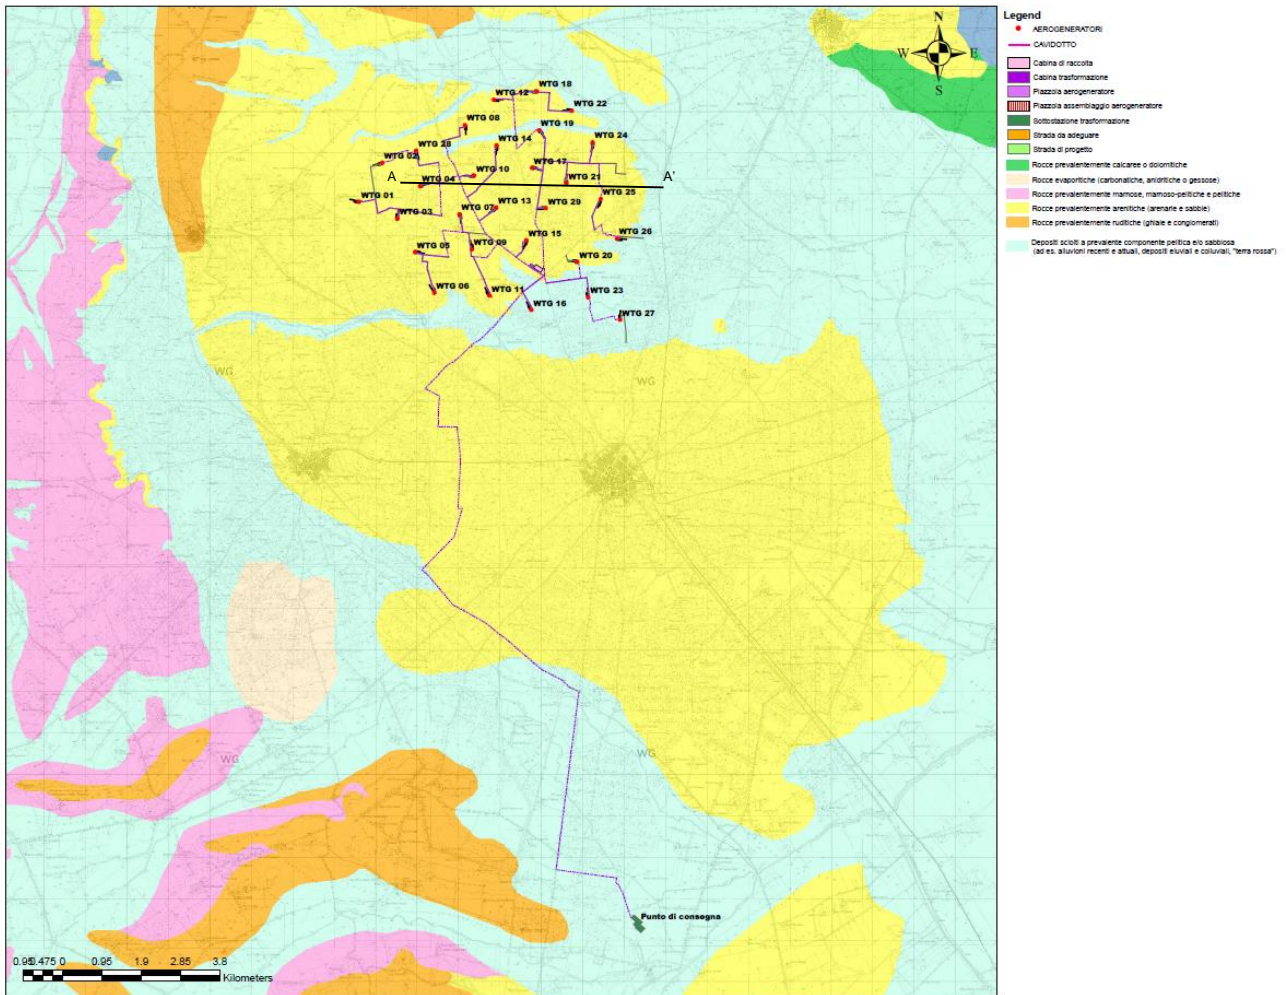 Legend
AEROGENERATORI
CAVIDOTTO
Cabina di raccolta
Cabina trasformazione
Piazzola aerogeneratore
Piazzola assemblaggio aerogeneratore
Sottostazione trasformazione
Strada da adeguare
Strada di progetto
Rocce prevalentemente calcaree o dolomitiche
Rocce evaporitiche (carbonatiche, anidritiche o gessose)
Rocce prevalentemente marnose, marnoso-pelitiche e pelitiche
Rocce prevalentemente arenitiche (arenarie e sabbie)
Rocce prevalentemente ruditiche (ghiaie e conglomerati)
Depositi sciolti a prevalente componente pelitica e/o sabbiosa
(ad es. alluvioni recenti e attuali, depositi eluviali e colluviali, "terra rossa")
N
W E
S
WTG 18
WTG 12
WTG 22
WTG 08
WTG 19
WTG 14
WTG 24
WTG 28
WTG 02
WTG 17
WTG 10
A
WTG 04
WTG 21
A'
WTG 25
WTG 01
WTG 13
WTG 29
WTG 07
WTG 03
WTG 26
WTG 15
WTG 05
WTG 09
WTG 20
WTG 06
WTG 11
WTG 23
WTG 16
WTG 27
WG
WG
WG
WG
Punto di consegna
0.95 0.475 0 0.95 1.9 2.85 3.8
Kilometers